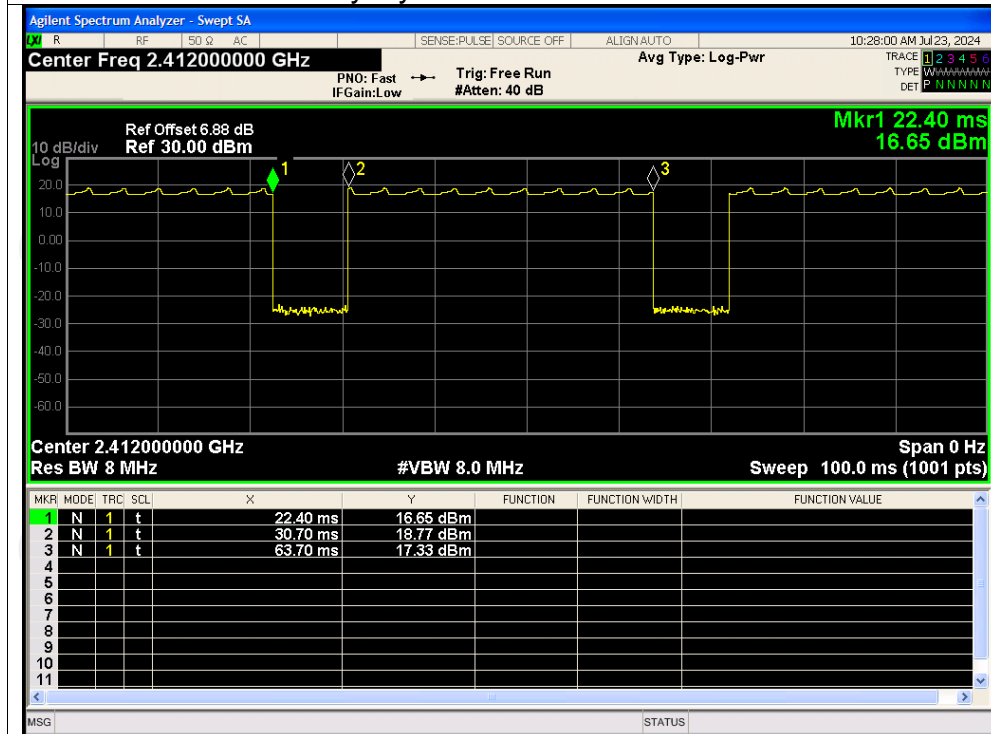 Agilent Spectrum Analyzer - Swept SA
LXI R RF 50 Ω AC SENSE:PULSE SOURCE OFF ALIGN AUTO 10:28:00 AM Jul 23, 2024
Center Freq 2.412000000 GHz Avg Type: Log-Pwr TRACE 1 2 3 4 5 6
PNO: Fast Trig: Free Run TYPE
IFGain:Low #Atten: 40 dB DET P N N N N N
Mkr1 22.40 ms
Ref Offset 6.88 dB 16.65 dBm
10 dB/div Ref 30.00 dBm
Log
1 2 3
20.0
10.0
0.00
-10.0
-20.0
-30.0
-40.0
-50.0
-60.0
Center 2.412000000 GHz Span 0 Hz
Res BW 8 MHz #VBW 8.0 MHz Sweep 100.0 ms (1001 pts)
MKR MODE TRC SCL X Y FUNCTION FUNCTION WIDTH FUNCTION VALUE
1 N 1 t 22.40 ms 16.65 dBm
2 N 1 t 30.70 ms 18.77 dBm
3 N 1 t 63.70 ms 17.33 dBm
4
5
6
7
8
9
10
11
MSG STATUS